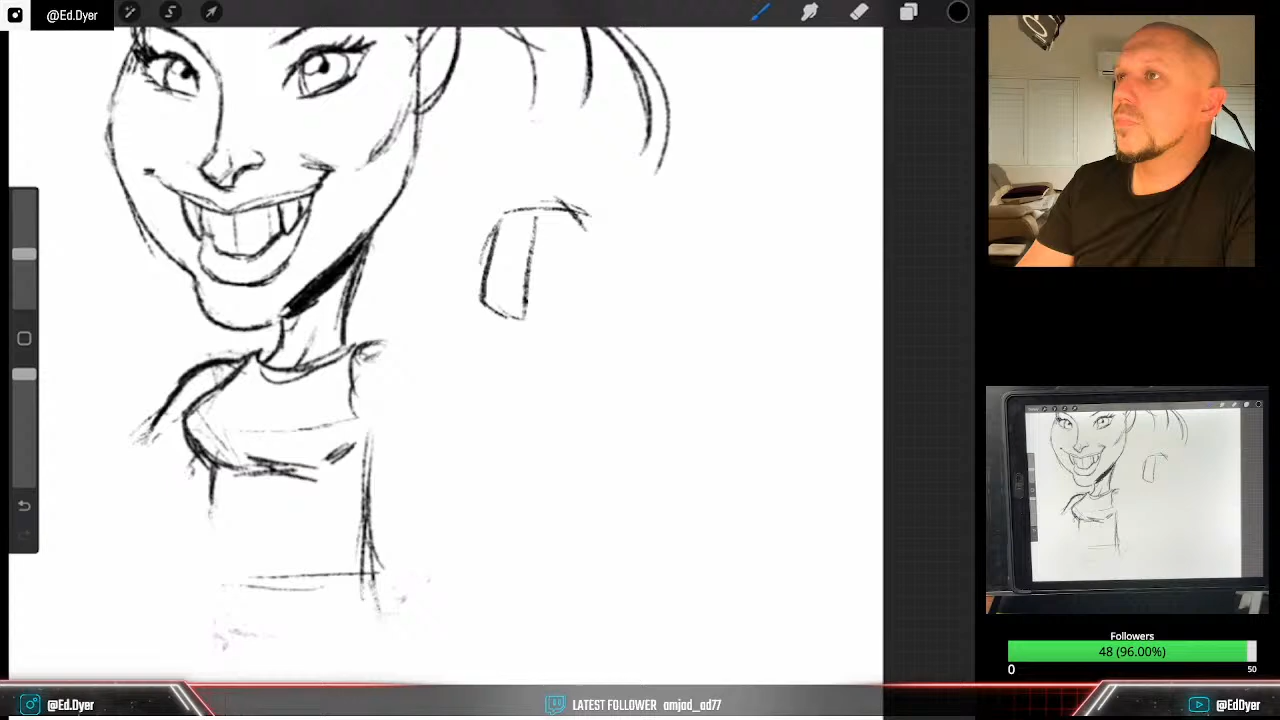 @Ed.Dyer
Followers
48 (96.00%)
0
50
@Ed.Dyer
LATEST FOLLOWER amjad_ad77
@EdDyer